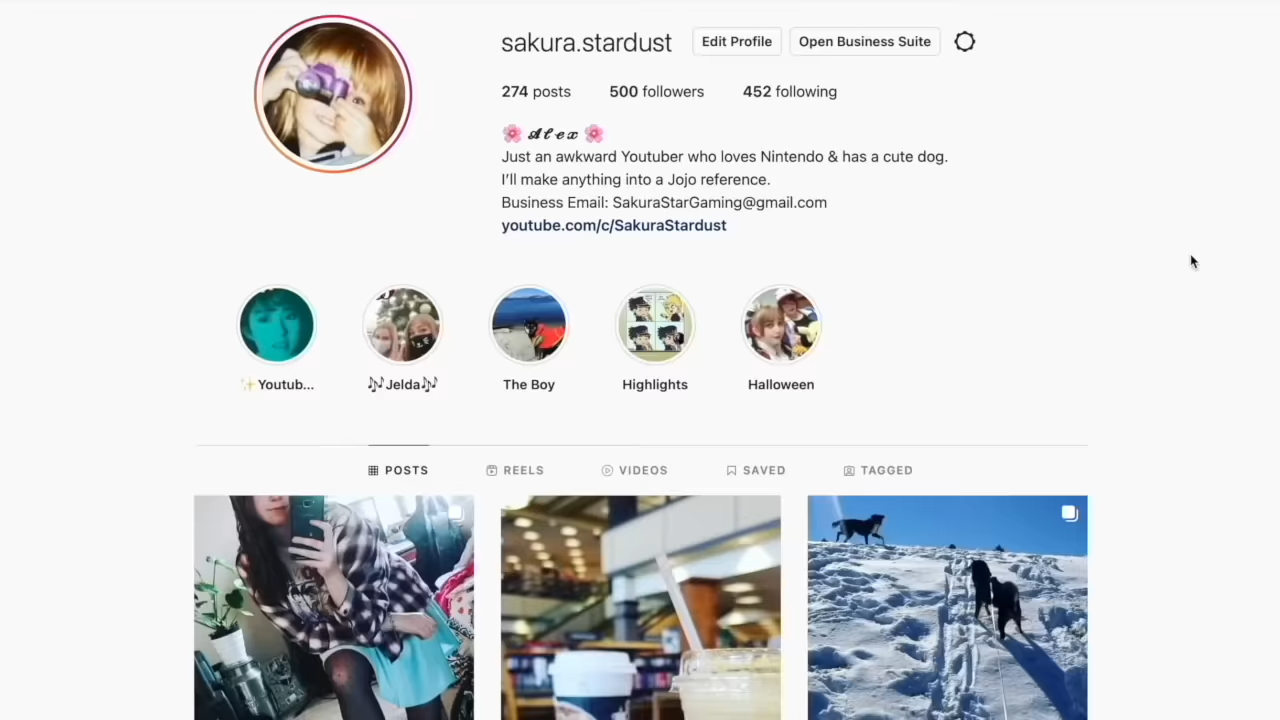 sakura.stardust Edit Profile Open Business Suite
274 posts 500 followers 452 following
🌸 𝓐𝓵𝓮𝔁 🌸
Just an awkward Youtuber who loves Nintendo & has a cute dog.
I'll make anything into a Jojo reference.
Business Email: SakuraStarGaming@gmail.com
youtube.com/c/SakuraStardust
✨Youtub... 🎶Jelda🎶 The Boy Highlights Halloween
POSTS REELS VIDEOS SAVED TAGGED